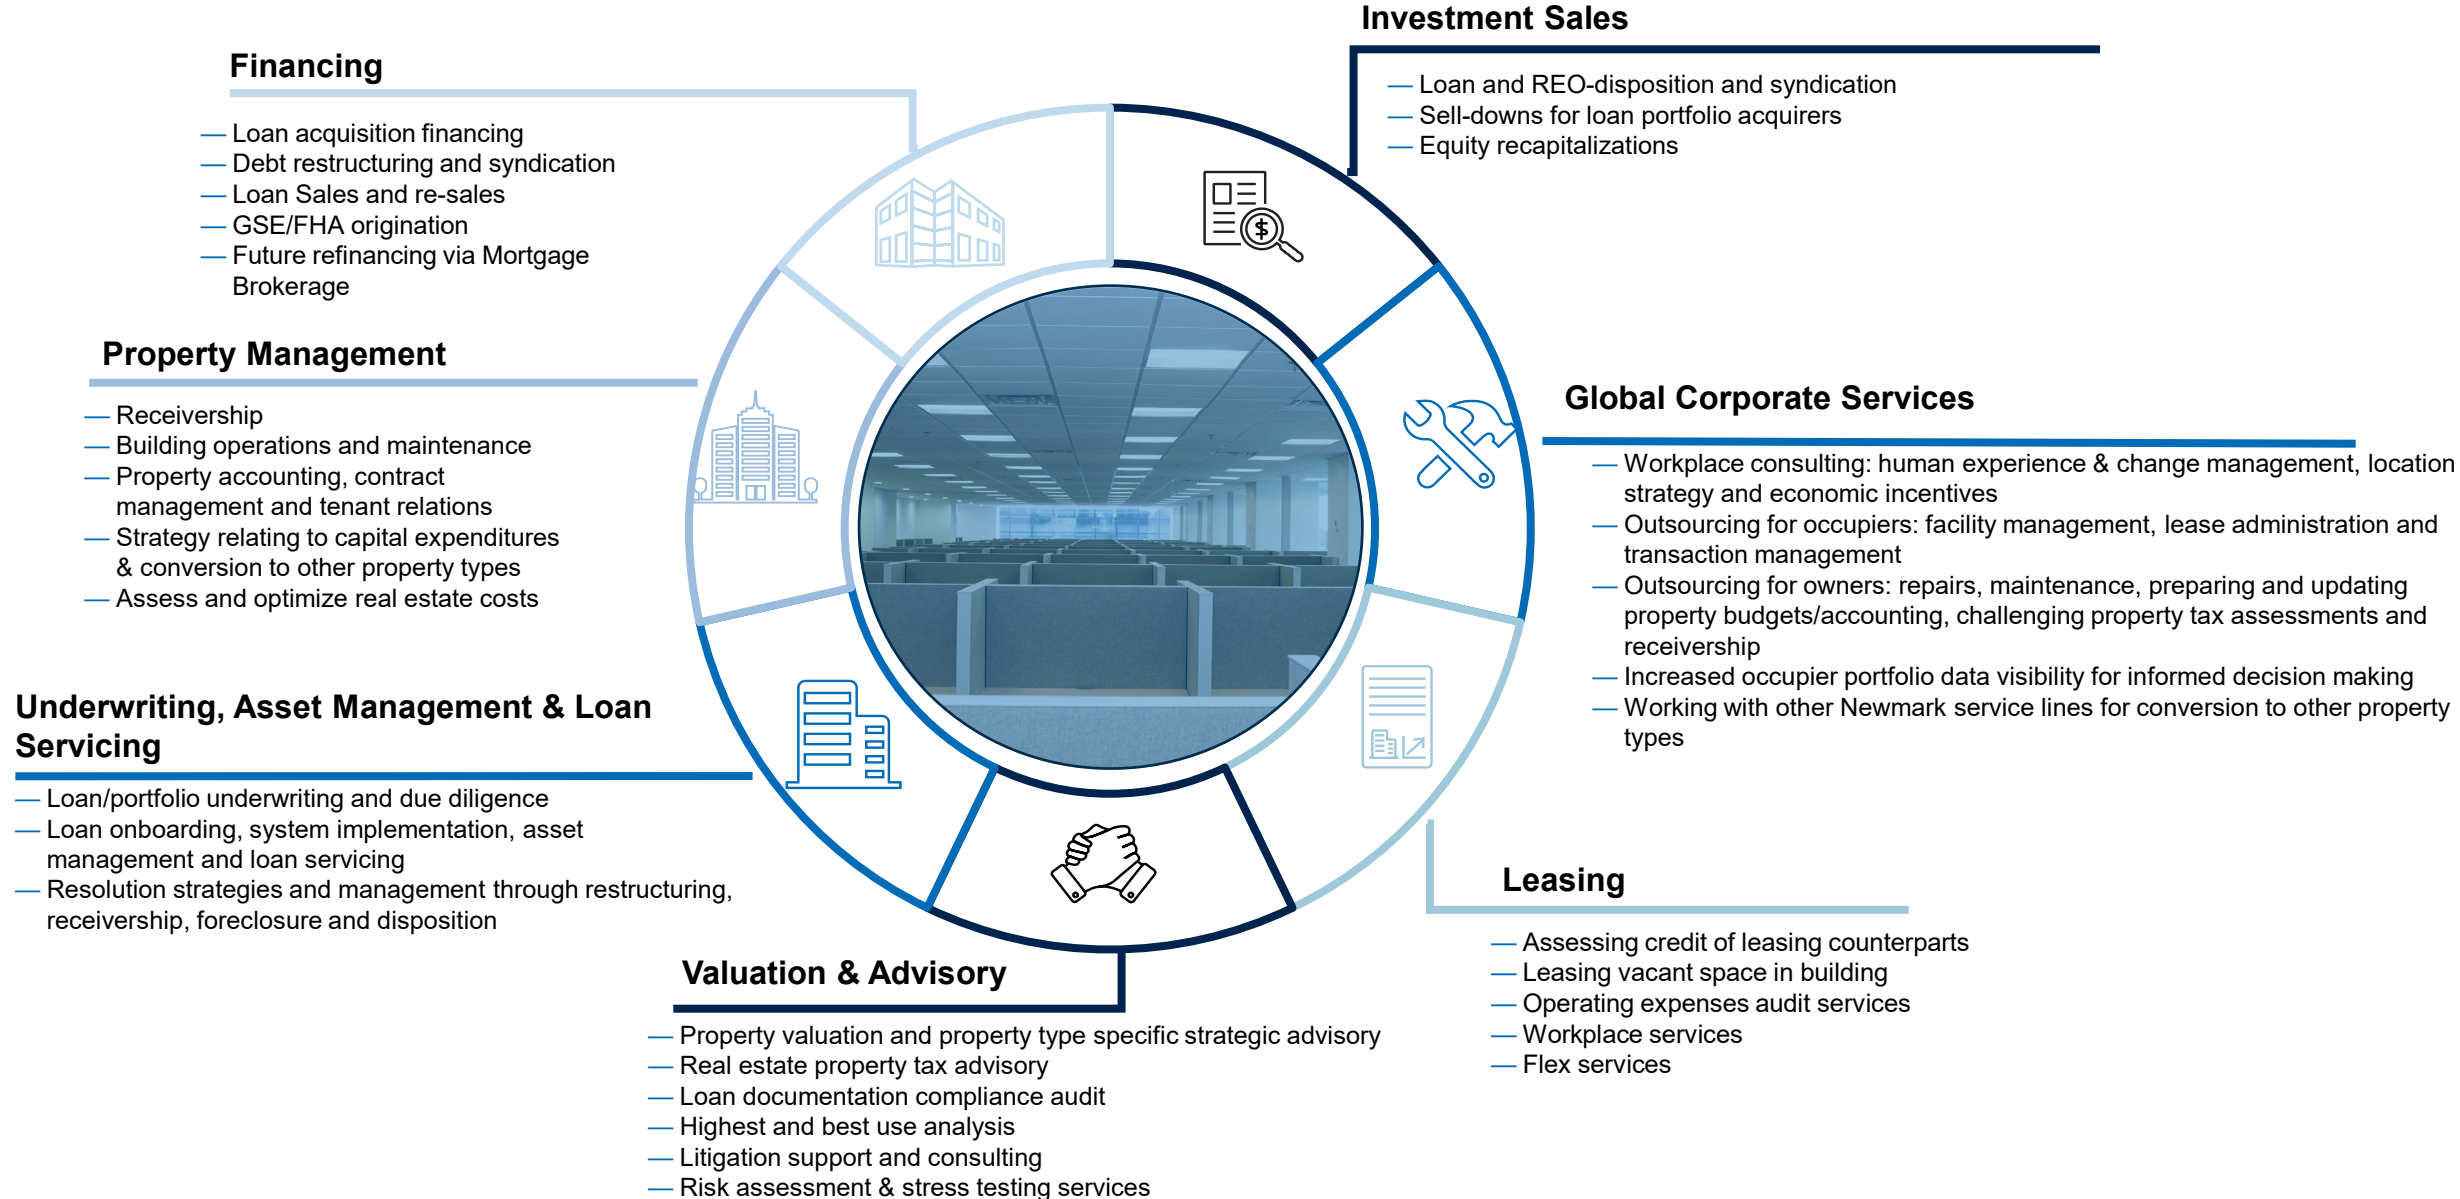 Investment Sales
— Loan and REO-disposition and syndication
— Sell-downs for loan portfolio acquirers
— Equity recapitalizations
Financing
— Loan acquisition financing
— Debt restructuring and syndication
— Loan Sales and re-sales
— GSE/FHA origination
— Future refinancing via Mortgage
Brokerage
$
Property Management
— Receivership
— Building operations and maintenance
— Property accounting, contract
management and tenant relations
— Strategy relating to capital expenditures
& conversion to other property types
— Assess and optimize real estate costs
Global Corporate Services
— Workplace consulting: human experience & change management, location
strategy and economic incentives
— Outsourcing for occupiers: facility management, lease administration and
transaction management
— Outsourcing for owners: repairs, maintenance, preparing and updating
property budgets/accounting, challenging property tax assessments and
receivership
— Increased occupier portfolio data visibility for informed decision making
— Working with other Newmark service lines for conversion to other property
types
Underwriting, Asset Management & Loan
Servicing
— Loan/portfolio underwriting and due diligence
— Loan onboarding, system implementation, asset
management and loan servicing
— Resolution strategies and management through restructuring,
receivership, foreclosure and disposition
Leasing
— Assessing credit of leasing counterparts
— Leasing vacant space in building
— Operating expenses audit services
— Workplace services
— Flex services
Valuation & Advisory
— Property valuation and property type specific strategic advisory
— Real estate property tax advisory
— Loan documentation compliance audit
— Highest and best use analysis
— Litigation support and consulting
— Risk assessment & stress testing services